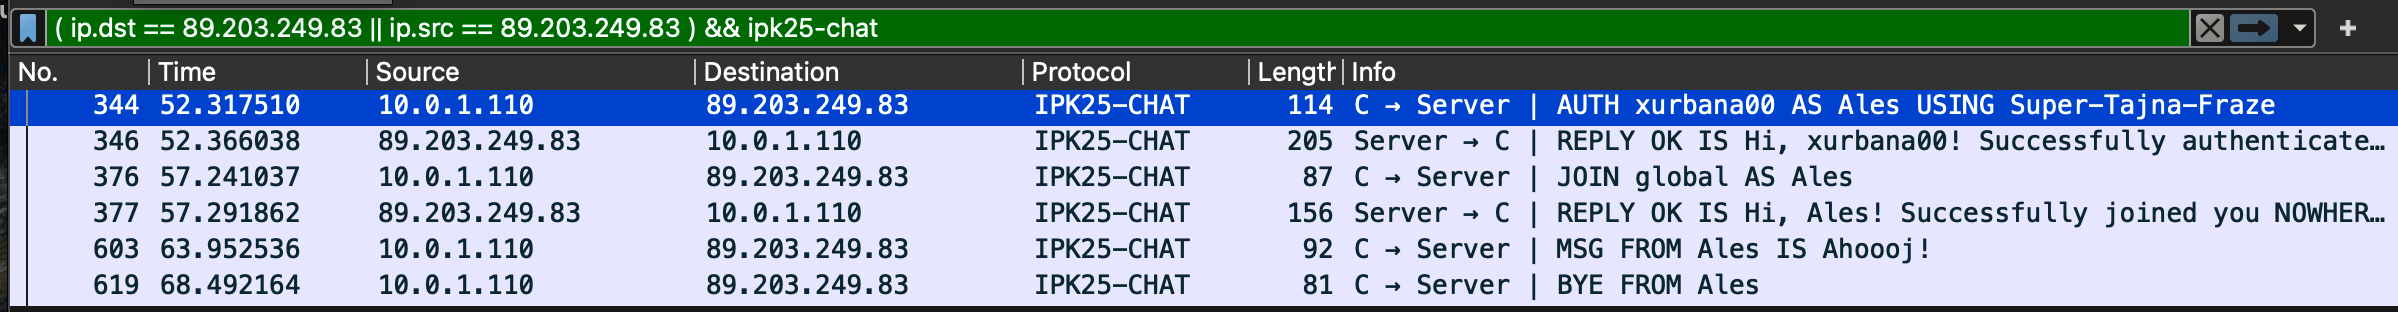 ( ip.dst == 89.203.249.83 || ip.src == 89.203.249.83 ) && ipk25-chat
No. Time Source Destination Protocol Length Info
344 52.317510 10.0.1.110 89.203.249.83 IPK25-CHAT 114 C → Server | AUTH xurbana00 AS Ales USING Super-Tajna-Fraze
346 52.366038 89.203.249.83 10.0.1.110 IPK25-CHAT 205 Server → C | REPLY OK IS Hi, xurbana00! Successfully authenticate…
376 57.241037 10.0.1.110 89.203.249.83 IPK25-CHAT 87 C → Server | JOIN global AS Ales
377 57.291862 89.203.249.83 10.0.1.110 IPK25-CHAT 156 Server → C | REPLY OK IS Hi, Ales! Successfully joined you NOWHER…
603 63.952536 10.0.1.110 89.203.249.83 IPK25-CHAT 92 C → Server | MSG FROM Ales IS Ahoooj!
619 68.492164 10.0.1.110 89.203.249.83 IPK25-CHAT 81 C → Server | BYE FROM Ales